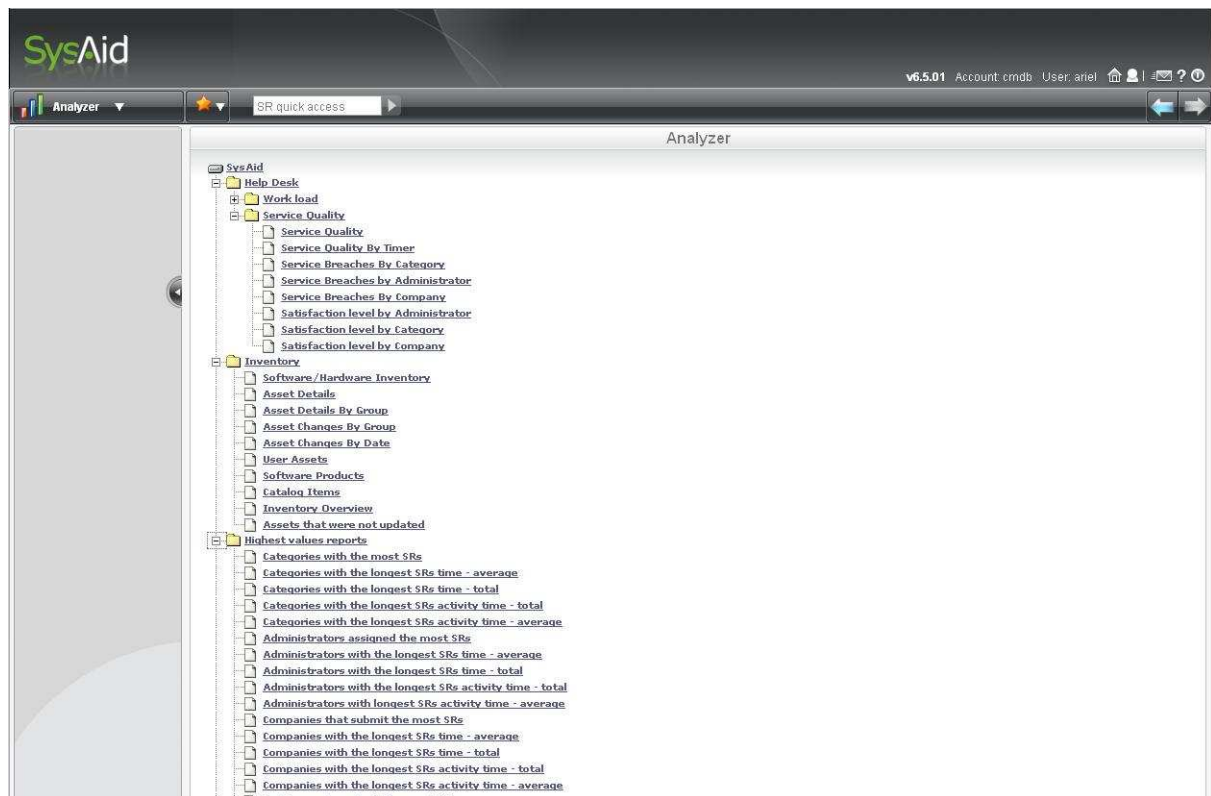 SysAid
v6.5.01 Account: cmdb User: ariel
Analyzer
SR quick access
Analyzer
SysAid
Help Desk
Work load
Service Quality
Service Quality
Service Quality By Timer
Service Breaches By Category
Service Breaches by Administrator
Service Breaches By Company
Satisfaction level by Administrator
Satisfaction level by Category
Satisfaction level by Company
Inventory
Software/Hardware Inventory
Asset Details
Asset Details By Group
Asset Changes By Group
Asset Changes By Date
User Assets
Software Products
Catalog Items
Inventory Overview
Assets that were not updated
Highest values reports
Categories with the most SRs
Categories with the longest SRs time - average
Categories with the longest SRs time - total
Categories with the longest SRs activity time - total
Categories with the longest SRs activity time - average
Administrators assigned the most SRs
Administrators with the longest SRs time - average
Administrators with the longest SRs time - total
Administrators with the longest SRs activity time - total
Administrators with longest SRs activity time - average
Companies that submit the most SRs
Companies with the longest SRs time - average
Companies with the longest SRs time - total
Companies with the longest SRs activity time - total
Companies with the longest SRs activity time - average